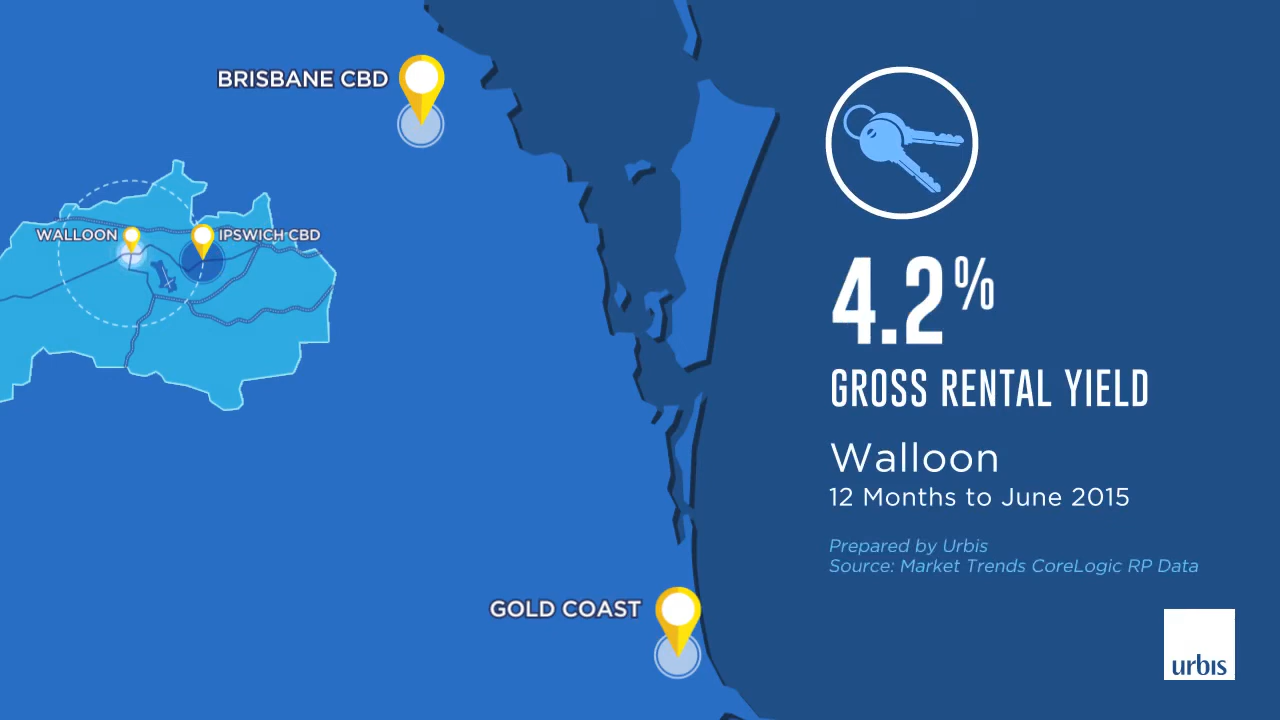 BRISBANE CBD
WALLOON
IPSWICH CBD
GOLD COAST
4.2%
GROSS RENTAL YIELD
Walloon
12 Months to June 2015
Prepared by Urbis
Source: Market Trends CoreLogic RP Data
urbis